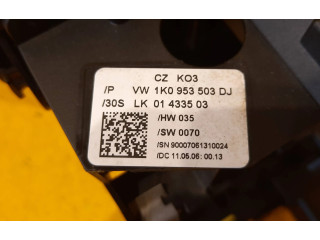 CZ KO3
/P VW 1K0 953 503 DJ
/30S LK 01 4335 03
/HW 035
/SW 0070
/SN 90007061310024
/DC 11.05.06: 00.13